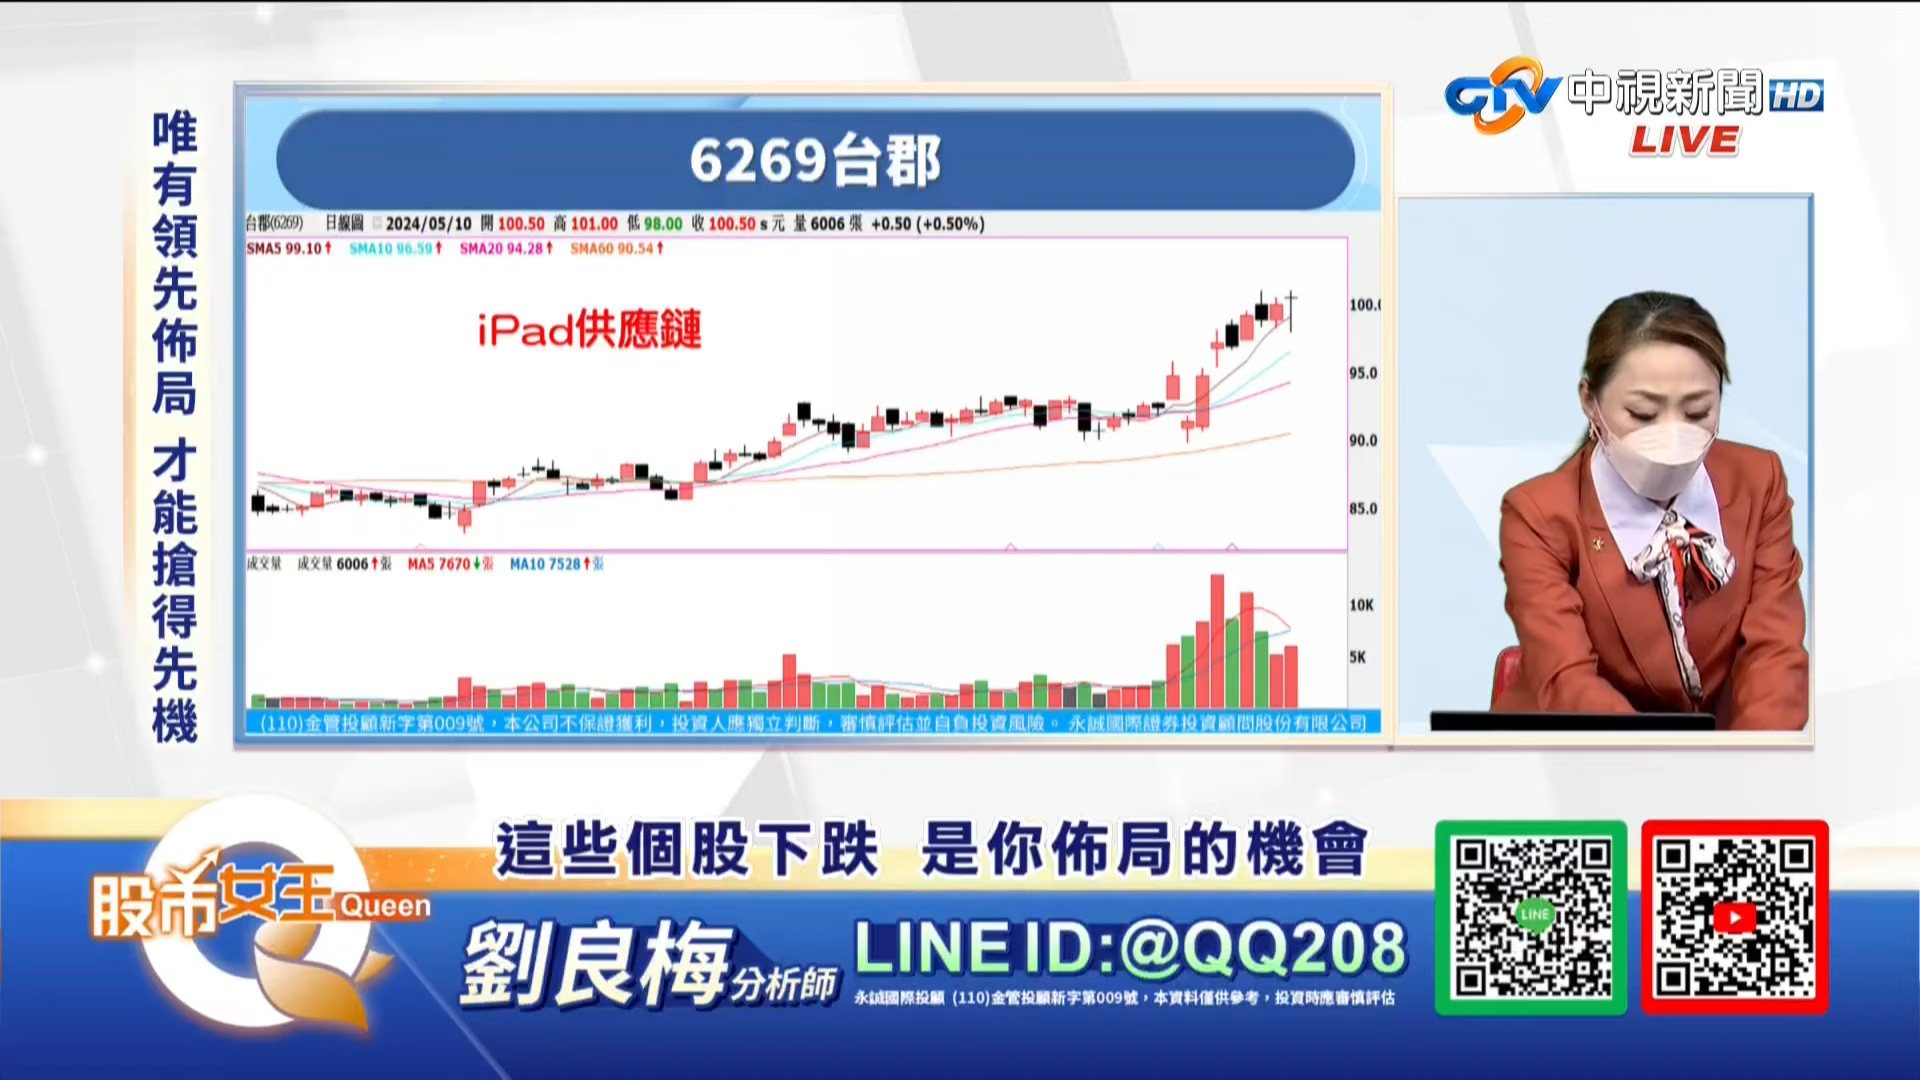 唯有領先佈局 才能搶得先機
6269台郡
台郡(6269) 日線圖 2024/05/10 開 100.50 高 101.00 低 98.00 收 100.50 s 元 量 6006 張 +0.50 (+0.50%)
SMA5 99.10↑ SMA10 96.59↑ SMA20 94.28↑ SMA60 90.54↑
iPad供應鏈
100.0
95.0
90.0
85.0
成交量 成交量 6006↑張 MA5 7670↓張 MA10 7528↑張
10K
5K
(110)金管投顧新字第009號，本公司不保證獲利，投資人應獨立判斷，審慎評估並自負投資風險。 永誠國際證券投資顧問股份有限公司
CTV 中視新聞 HD
LIVE
這些個股下跌 是你佈局的機會
股市女王 Queen
劉良梅 分析師
LINE ID:@QQ208
永誠國際投顧 (110)金管投顧新字第009號，本資料僅供參考，投資時應審慎評估
LINE